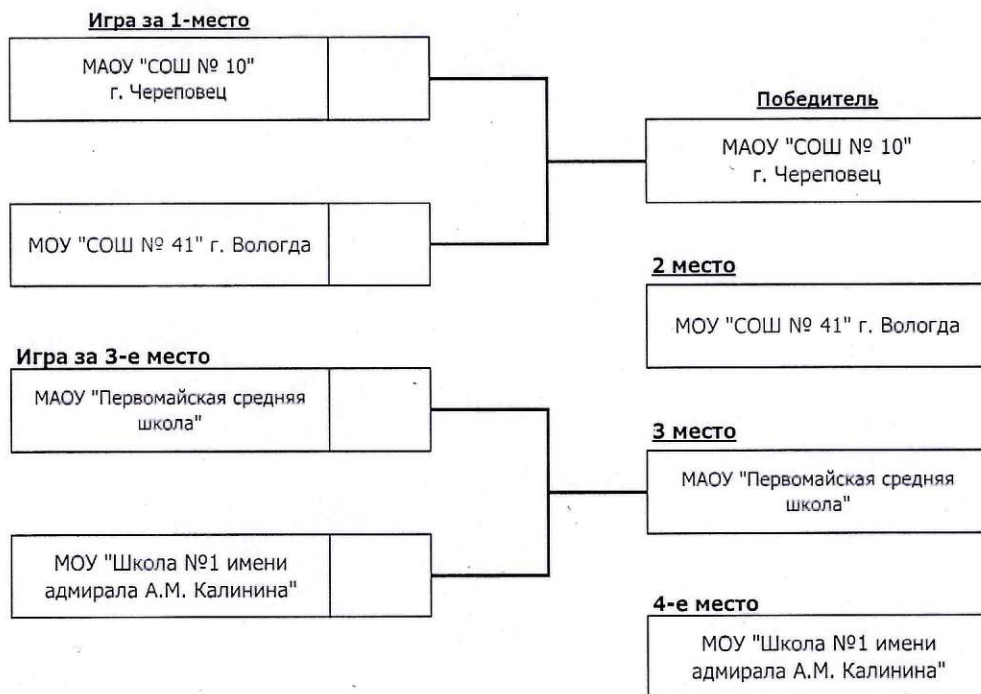 Игра за 1-место
МАОУ "СОШ № 10"
г. Череповец
МОУ "СОШ № 41" г. Вологда
Игра за 3-е место
МАОУ "Первомайская средняя
школа"
МОУ "Школа №1 имени
адмирала А.М. Калинина"
Победитель
МАОУ "СОШ № 10"
г. Череповец
2 место
МОУ "СОШ № 41" г. Вологда
3 место
МАОУ "Первомайская средняя
школа"
4-е место
МОУ "Школа №1 имени
адмирала А.М. Калинина"